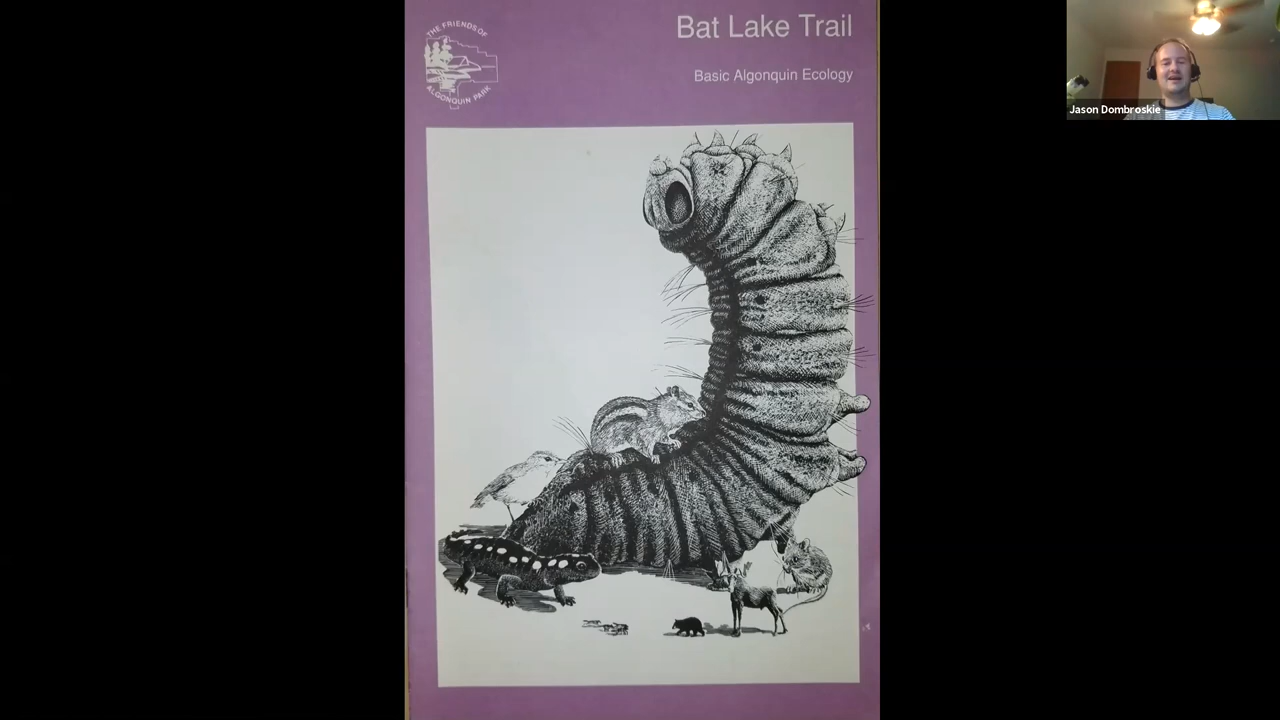 THE FRIENDS OF
ALGONQUIN PARK
Bat Lake Trail
Basic Algonquin Ecology
Jason Dombroskie